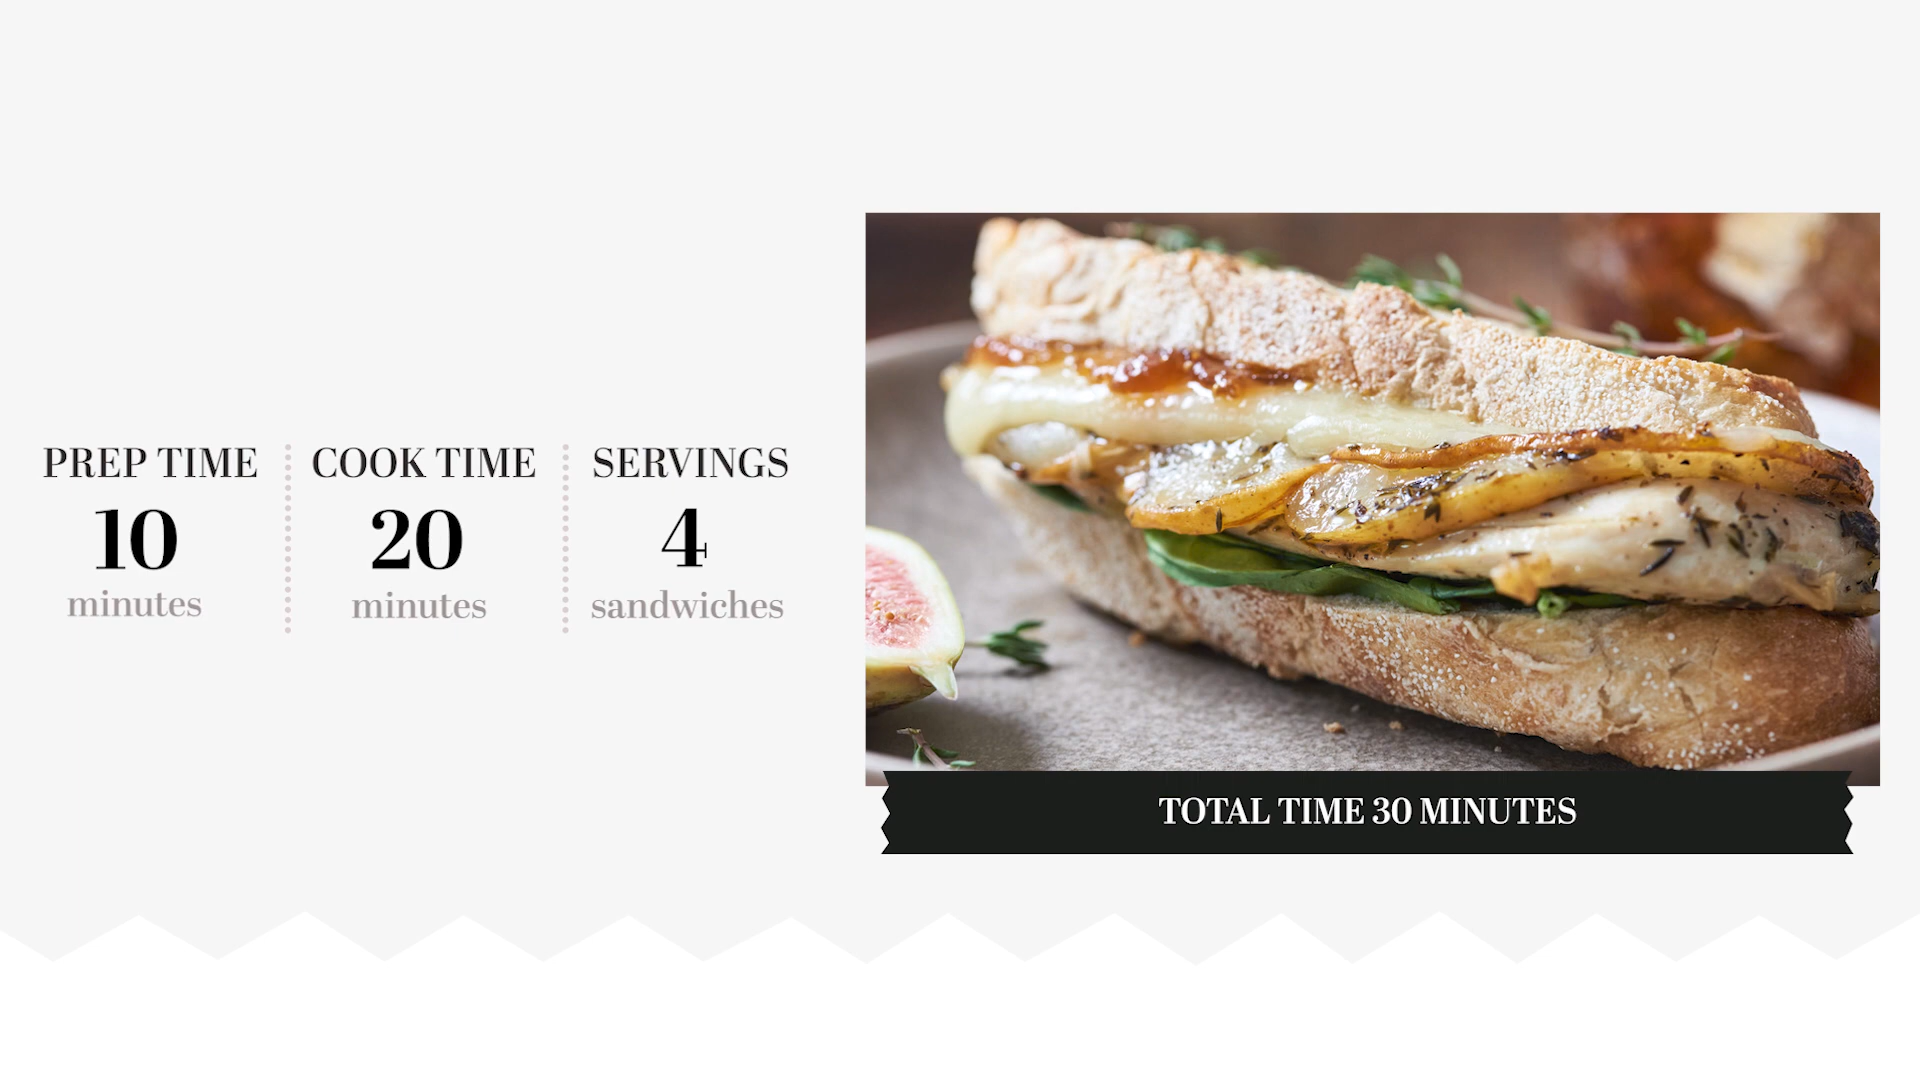 PREP TIME
10
minutes
COOK TIME
20
minutes
SERVINGS
4
sandwiches
TOTAL TIME 30 MINUTES